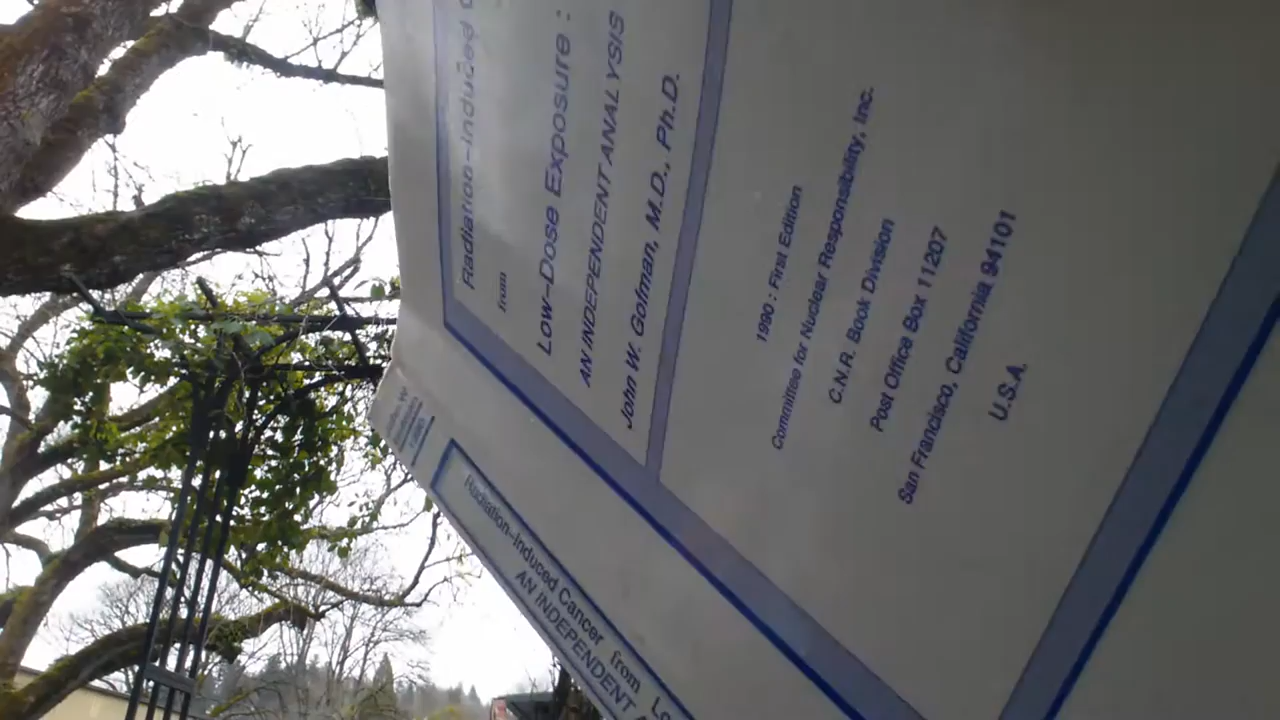 Radiation-Induced
from
Low-Dose Exposure :
AN INDEPENDENT ANALYSIS
John W. Gofman, M.D., Ph.D.
1990 : First Edition
Committee for Nuclear Responsibility, Inc.
C.N.R. Book Division
Post Office Box 11207
San Francisco, California 94101
U.S.A.
Radiation-Induced Cancer from Lo
AN INDEPENDENT A